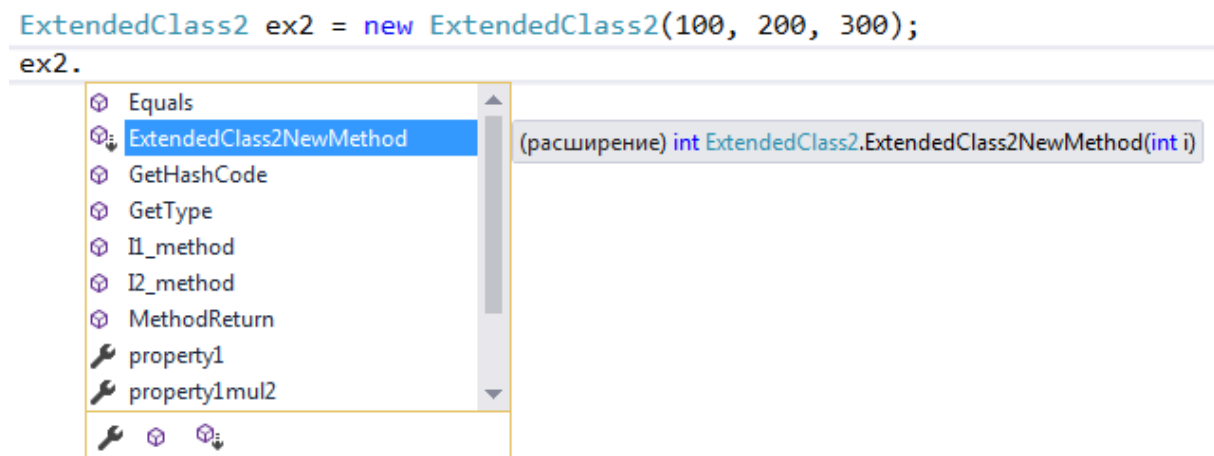 ExtendedClass2 ex2 = new ExtendedClass2(100, 200, 300);
ex2.
Equals
ExtendedClass2NewMethod (расширение) int ExtendedClass2.ExtendedClass2NewMethod(int i)
GetHashCode
GetType
I1_method
I2_method
MethodReturn
property1
property1mul2